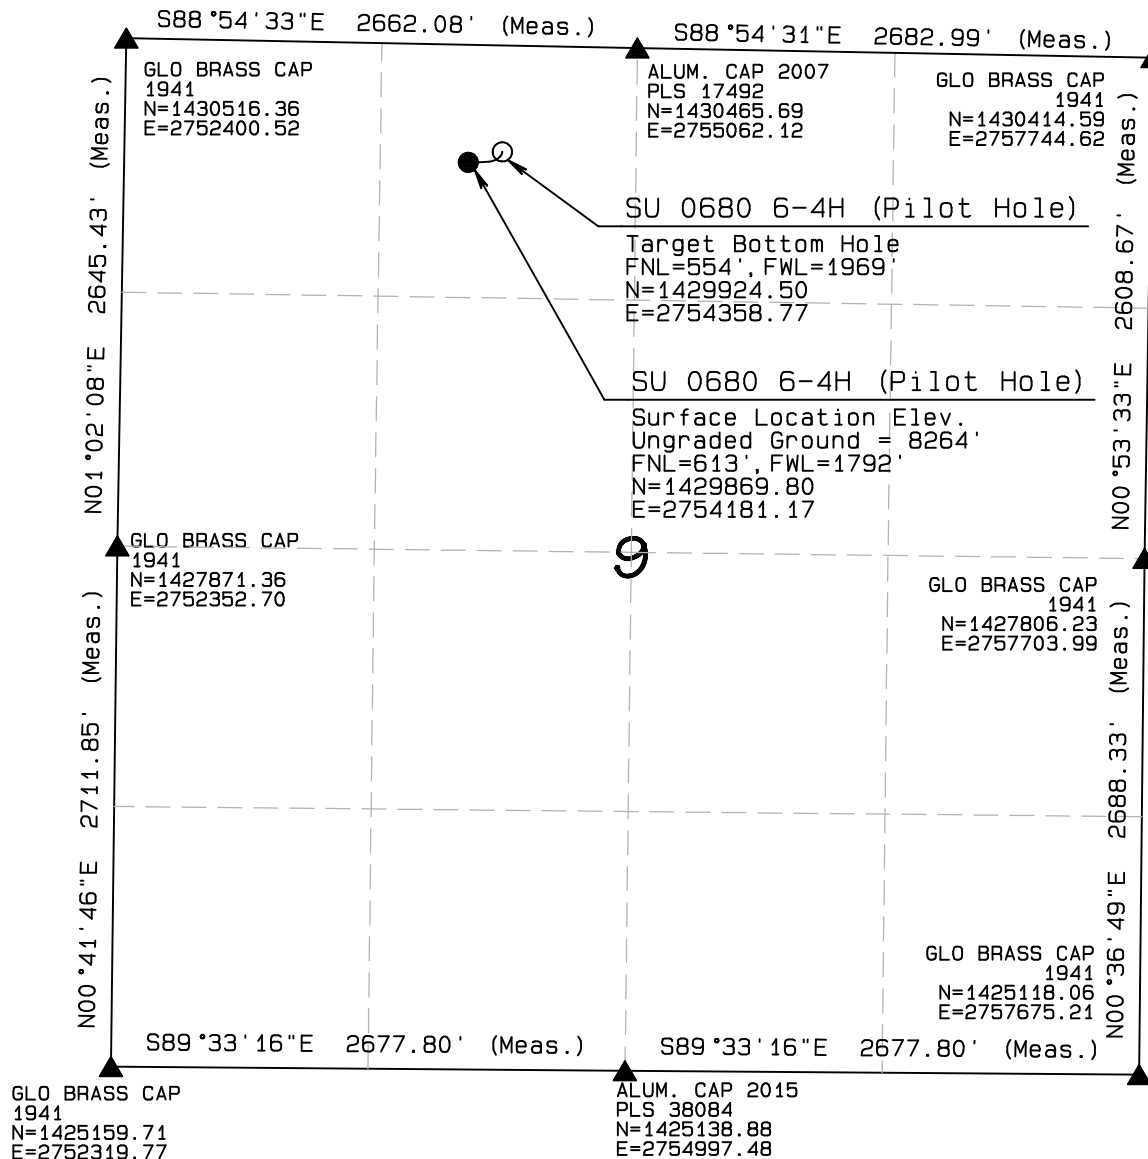 S88°54'33"E 2662.08' (Meas.)
S88°54'31"E 2682.99' (Meas.)
GLO BRASS CAP
1941
N=1430516.36
E=2752400.52
ALUM. CAP 2007
PLS 17492
N=1430465.69
E=2755062.12
GLO BRASS CAP
1941
N=1430414.59
E=2757744.62
N01°02'08"E 2645.43' (Meas.)
N00°53'33"E 2608.67' (Meas.)
SU 0680 6-4H (Pilot Hole)
Target Bottom Hole
FNL=554', FWL=1969'
N=1429924.50
E=2754358.77
SU 0680 6-4H (Pilot Hole)
Surface Location Elev.
Ungraded Ground = 8264'
FNL=613', FWL=1792'
N=1429869.80
E=2754181.17
GLO BRASS CAP
1941
N=1427871.36
E=2752352.70
9
GLO BRASS CAP
1941
N=1427806.23
E=2757703.99
N00°41'46"E 2711.85' (Meas.)
N00°36'49"E 2688.33' (Meas.)
GLO BRASS CAP
1941
N=1425118.06
E=2757675.21
S89°33'16"E 2677.80' (Meas.)
S89°33'16"E 2677.80' (Meas.)
GLO BRASS CAP
1941
N=1425159.71
E=2752319.77
ALUM. CAP 2015
PLS 38084
N=1425138.88
E=2754997.48